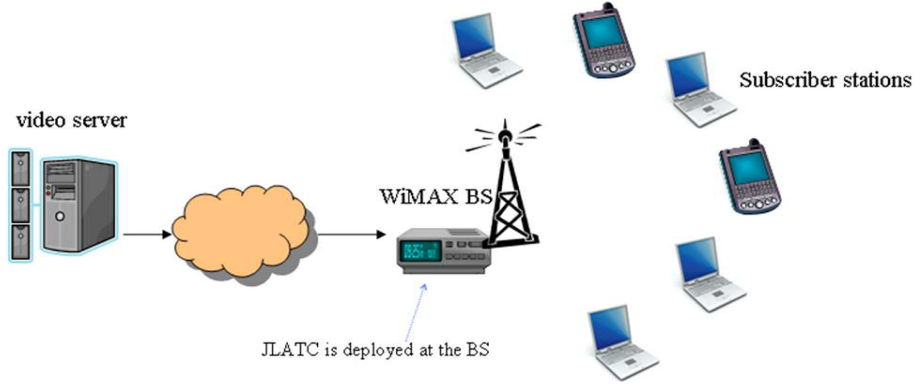 Subscriber stations
video server
WiMAX BS
JLATC is deployed at the BS